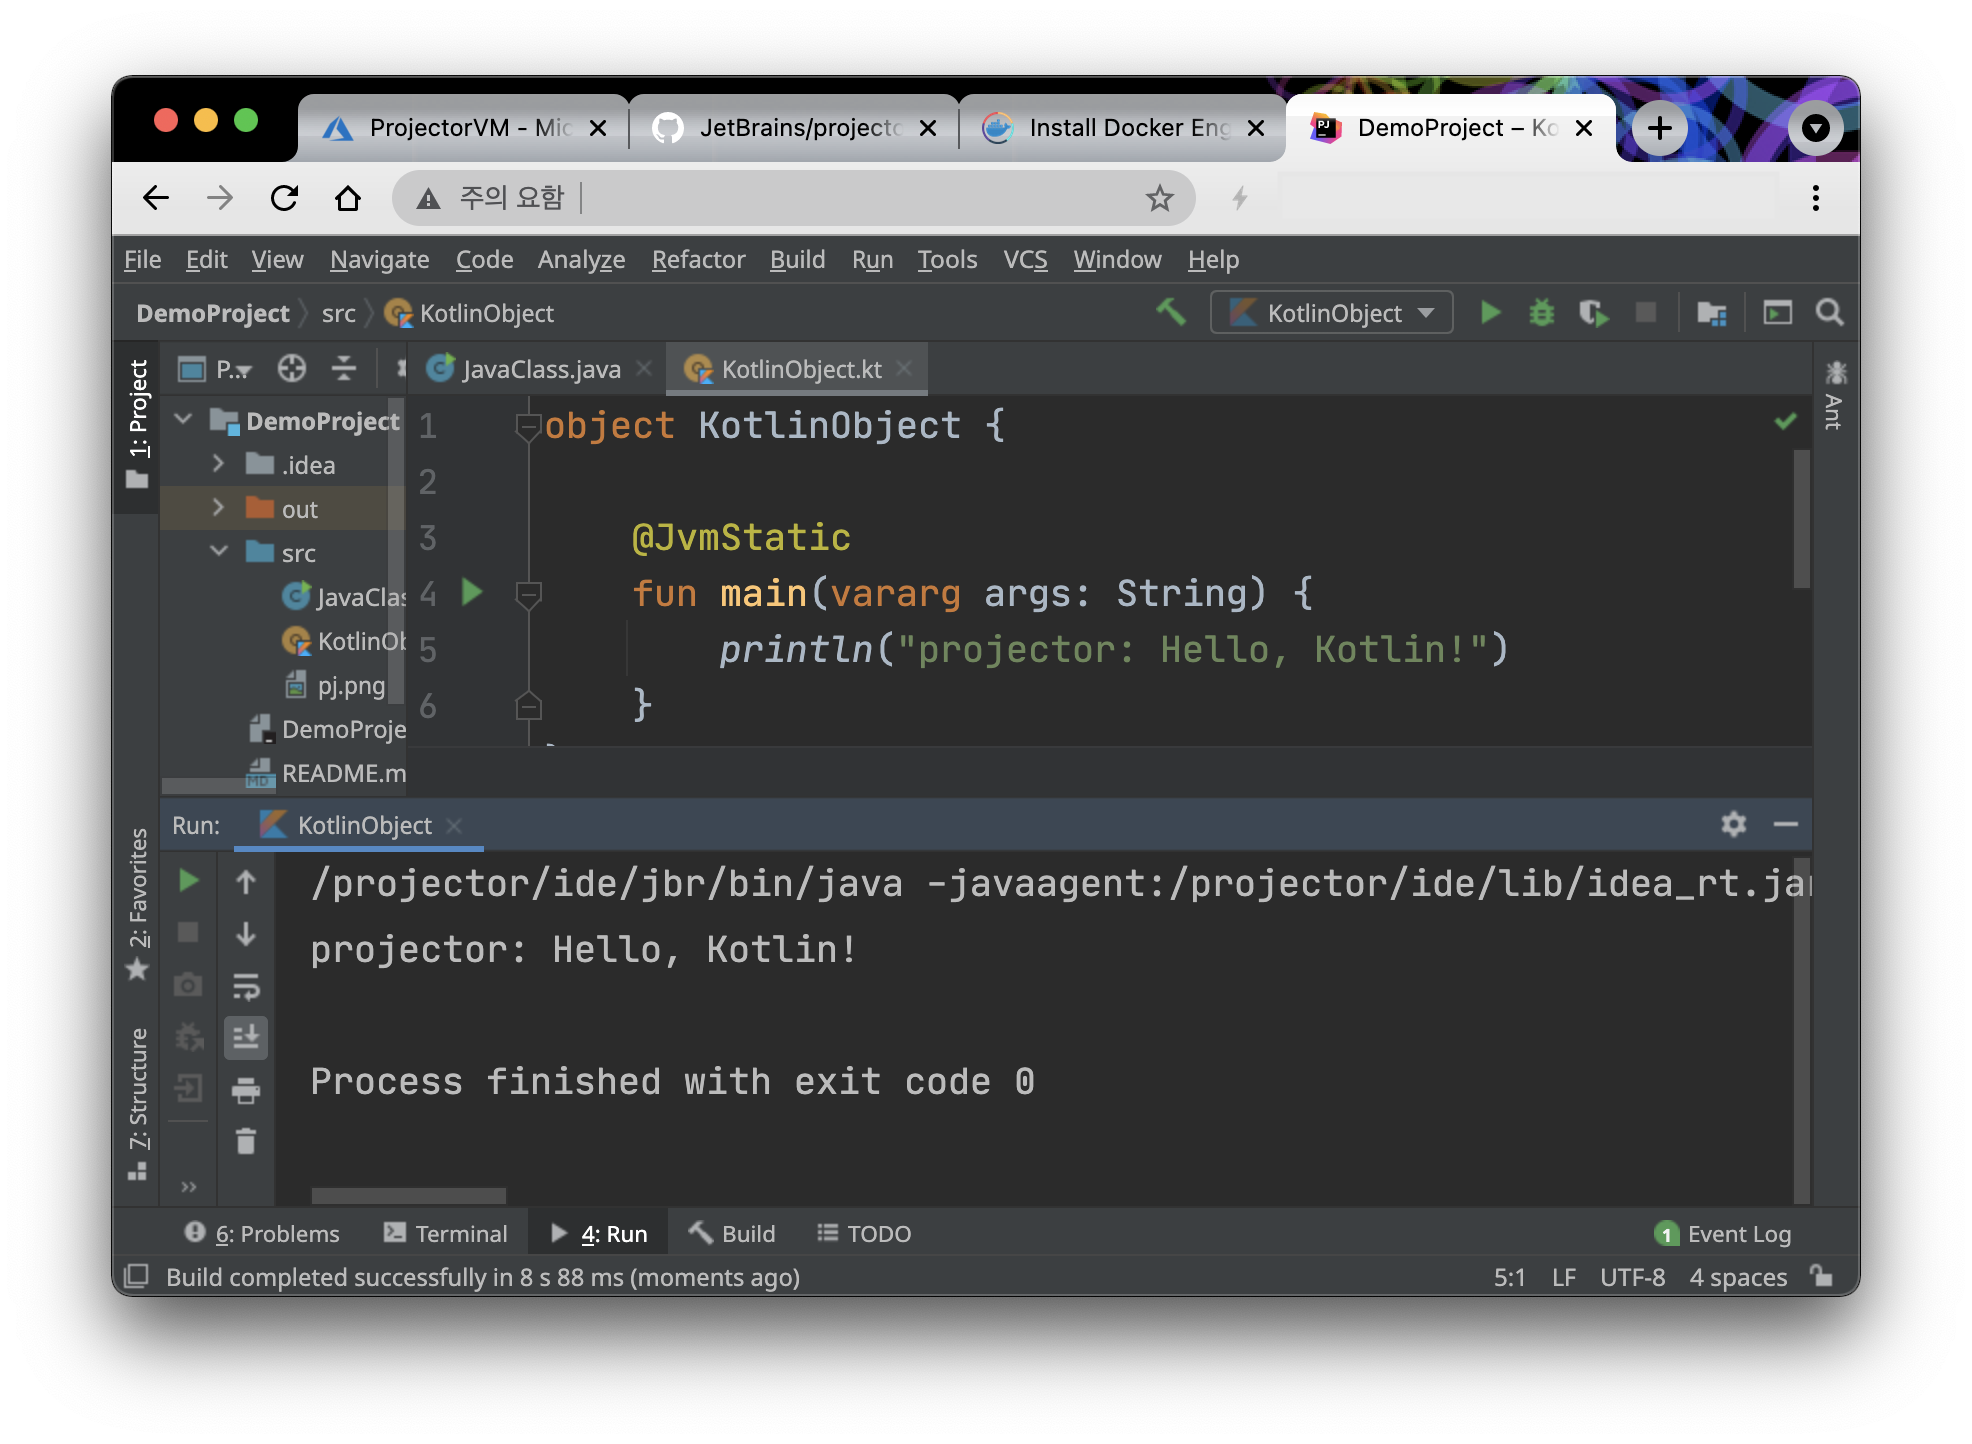 ProjectorVM - Mic
JetBrains/projecto
Install Docker Eng
DemoProject – Ko
주의 요함
File Edit View Navigate Code Analyze Refactor Build Run Tools VCS Window Help
DemoProject src KotlinObject
KotlinObject
1: Project
P...
JavaClass.java
KotlinObject.kt
Ant
DemoProject
.idea
out
src
JavaClas
KotlinOb
pj.png
DemoProje
README.m
1 object KotlinObject {
2
3 @JvmStatic
4 fun main(vararg args: String) {
5 println("projector: Hello, Kotlin!")
6 }
Run: KotlinObject
2: Favorites
7: Structure
/projector/ide/jbr/bin/java -javaagent:/projector/ide/lib/idea_rt.jar
projector: Hello, Kotlin!
Process finished with exit code 0
6: Problems Terminal 4: Run Build TODO 1 Event Log
Build completed successfully in 8 s 88 ms (moments ago) 5:1 LF UTF-8 4 spaces